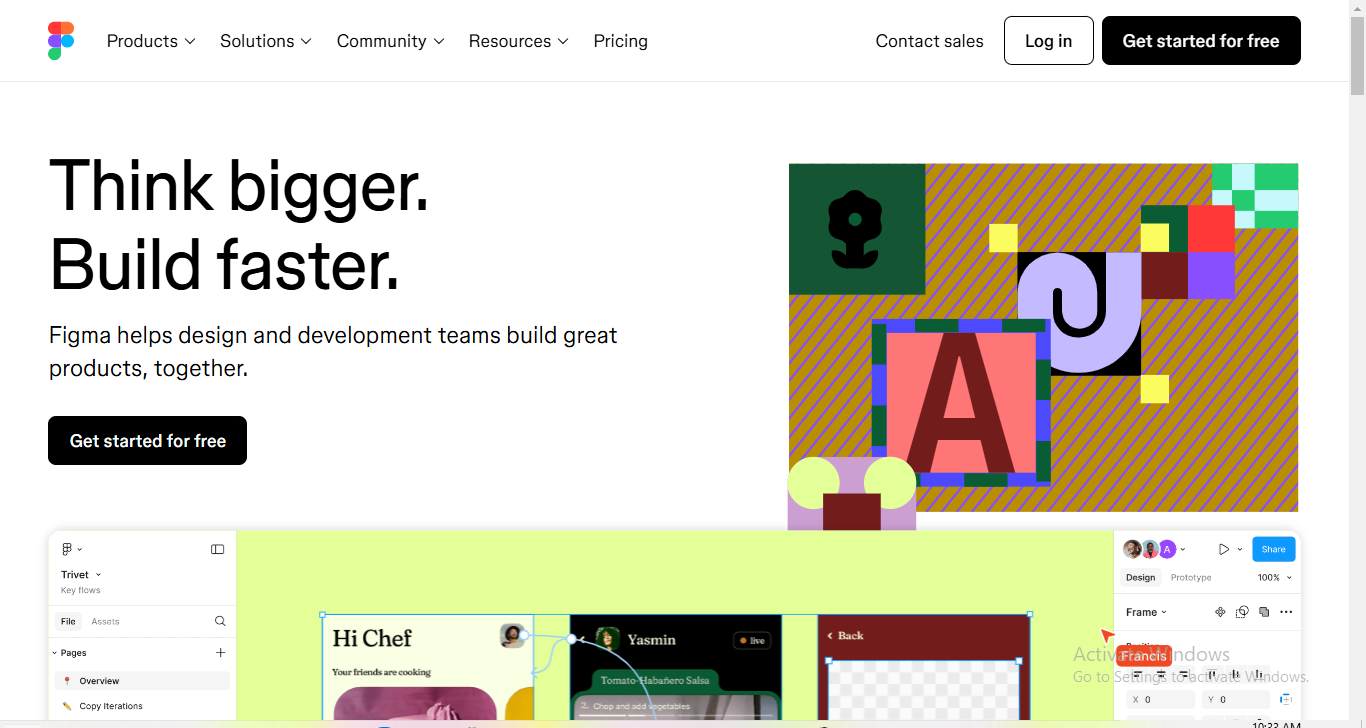 Products Solutions Community Resources Pricing Contact sales Log in Get started for free
Think bigger.
Build faster.
Figma helps design and development teams build great
products, together.
Get started for free
A
Trivet
Key flows
File Assets
Pages
Overview
Copy Iterations
Hi Chef
Your friends are cooking
Yasmin live
Tomato-Habañero Salsa
2. Chop and add vegetables
Back
A Share
Design Prototype 100%
Frame
Position
Francis
X 0 Y 0
Activate Windows
Go to Settings to activate Windows.
10:22 AM